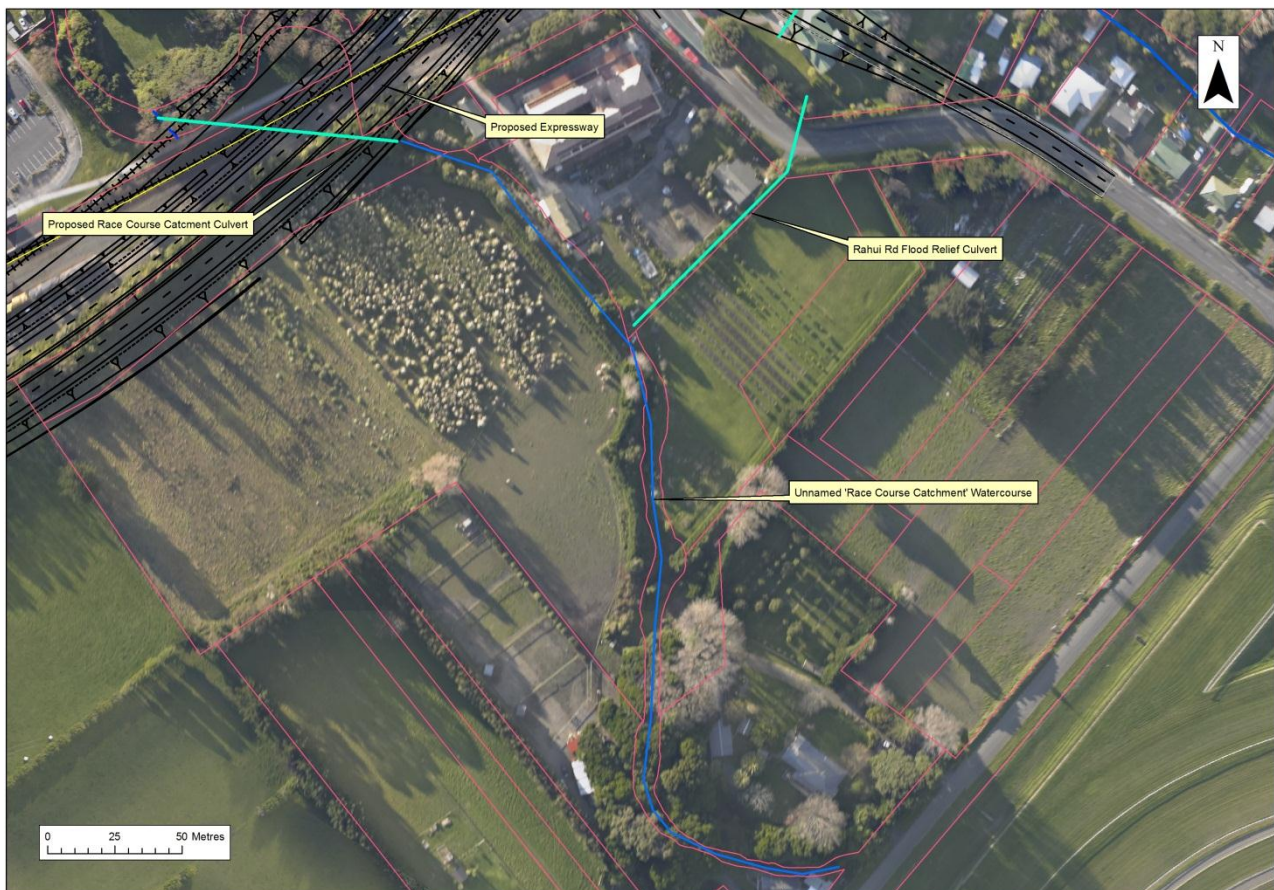 N
Proposed Expressway
Proposed Race Course Catcment Culvert
Rahui Rd Flood Relief Culvert
Unnamed 'Race Course Catchment' Watercourse
0 25 50 Metres